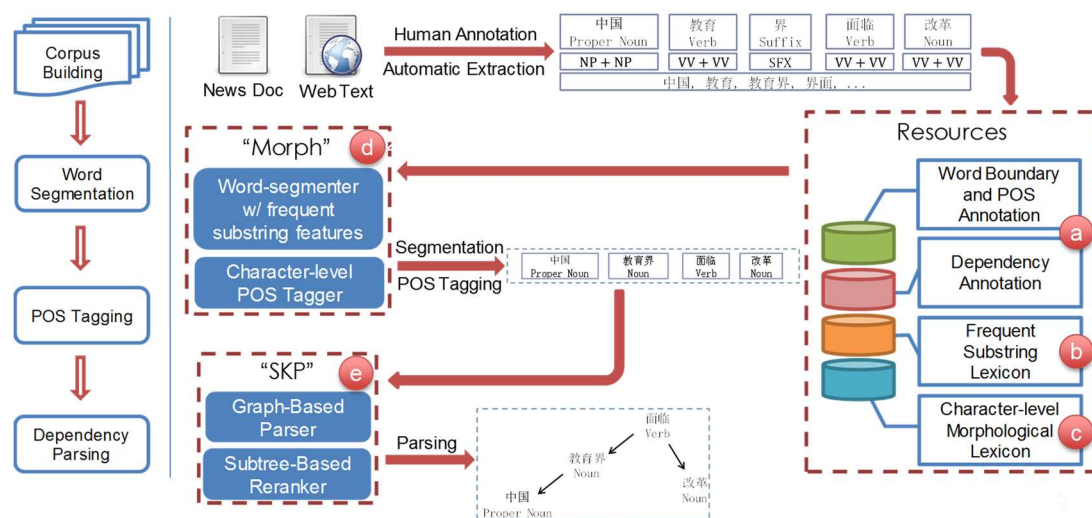 Corpus
Building
Word
Segmentation
POS Tagging
Dependency
Parsing
News Doc
Web Text
Human Annotation
Automatic Extraction
中国
Proper Noun
教育
Verb
界
Suffix
面临
Verb
改革
Noun
NP + NP
VV + VV
SFX
VV + VV
VV + VV
中国, 教育, 教育界, 界面, ...
"Morph"
d
Word-segmenter
w/ frequent
substring features
Character-level
POS Tagger
Segmentation
POS Tagging
中国
Proper Noun
教育界
Noun
面临
Verb
改革
Noun
Resources
Word Boundary
and POS
Annotation
a
Dependency
Annotation
Frequent
Substring
Lexicon
b
Character-level
Morphological
Lexicon
c
"SKP"
e
Graph-Based
Parser
Subtree-Based
Reranker
Parsing
面临
Verb
教育界
Noun
中国
Proper Noun
改革
Noun